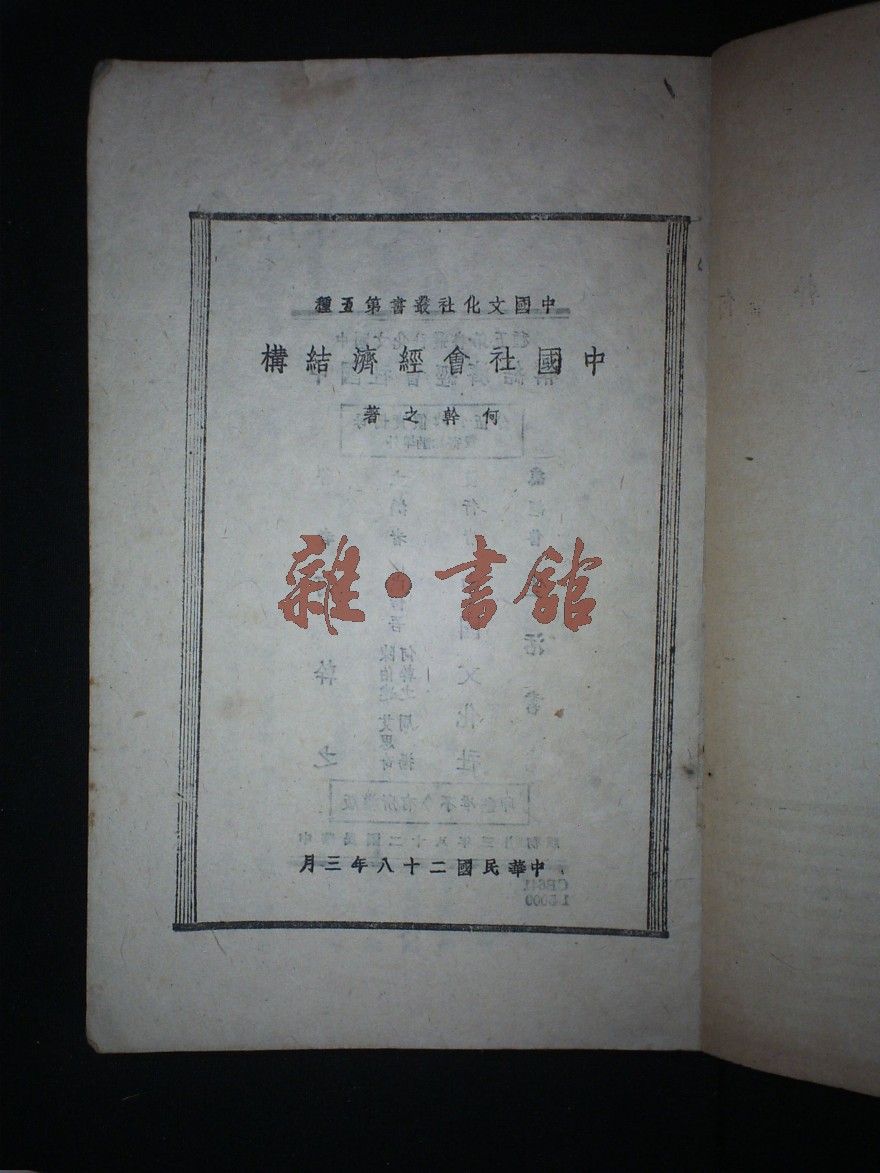 中國文化社叢書第五種
中國社會經濟結構
何幹之著
雜·書館
中華民國二十八年三月